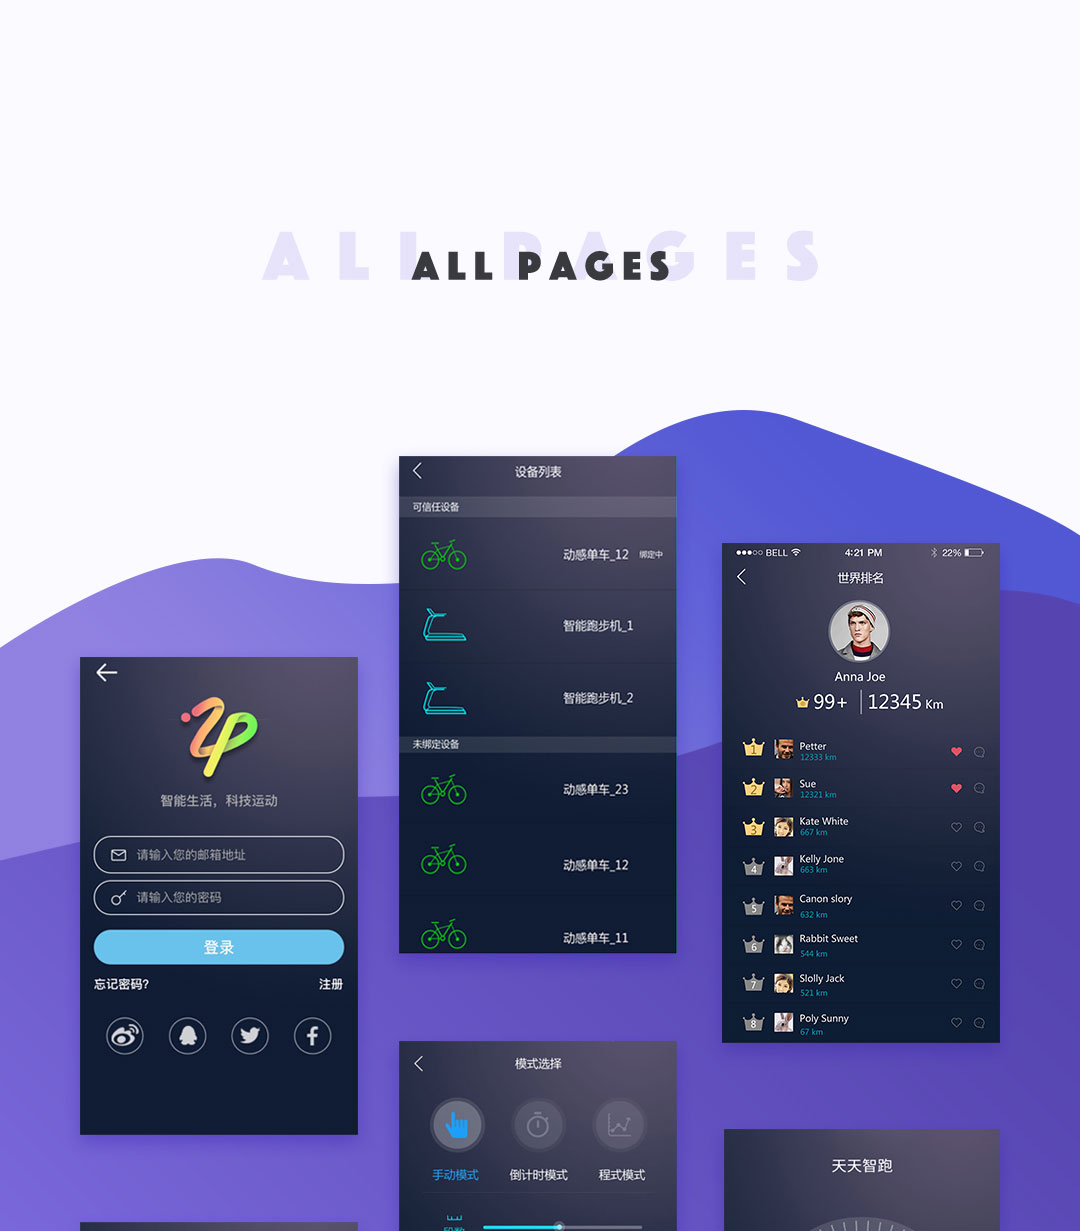 ALL PAGES
ALL PAGES
设备列表
可信任设备
动感单车_12 绑定中
智能跑步机_1
智能跑步机_2
未绑定设备
动感单车_23
动感单车_12
动感单车_11
BELL 4:21 PM 22%
世界排名
Anna Joe
99+ 12345 Km
1 Petter
12333 km
2 Sue
12321 km
3 Kate White
667 km
4 Kelly Jone
663 km
5 Canon slory
632 km
6 Rabbit Sweet
544 km
7 Slolly Jack
521 km
8 Poly Sunny
67 km
智能生活，科技运动
请输入您的邮箱地址
请输入您的密码
登录
忘记密码? 注册
模式选择
手动模式 倒计时模式 程式模式
天天智跑